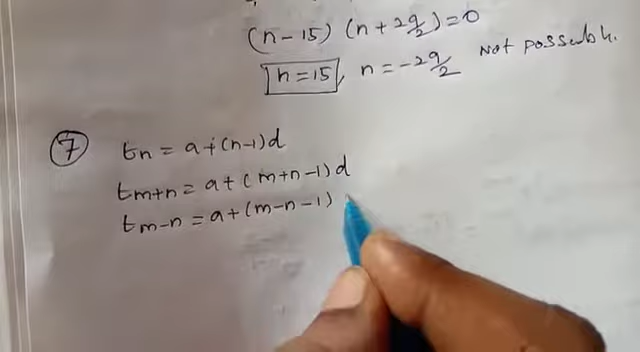 (n-15) (n+29/2)=0
n=15, n=-29/2 Not possible.
7 tn = a+(n-1)d
tm+n = a+(m+n-1)d
tm-n = a+(m-n-1)